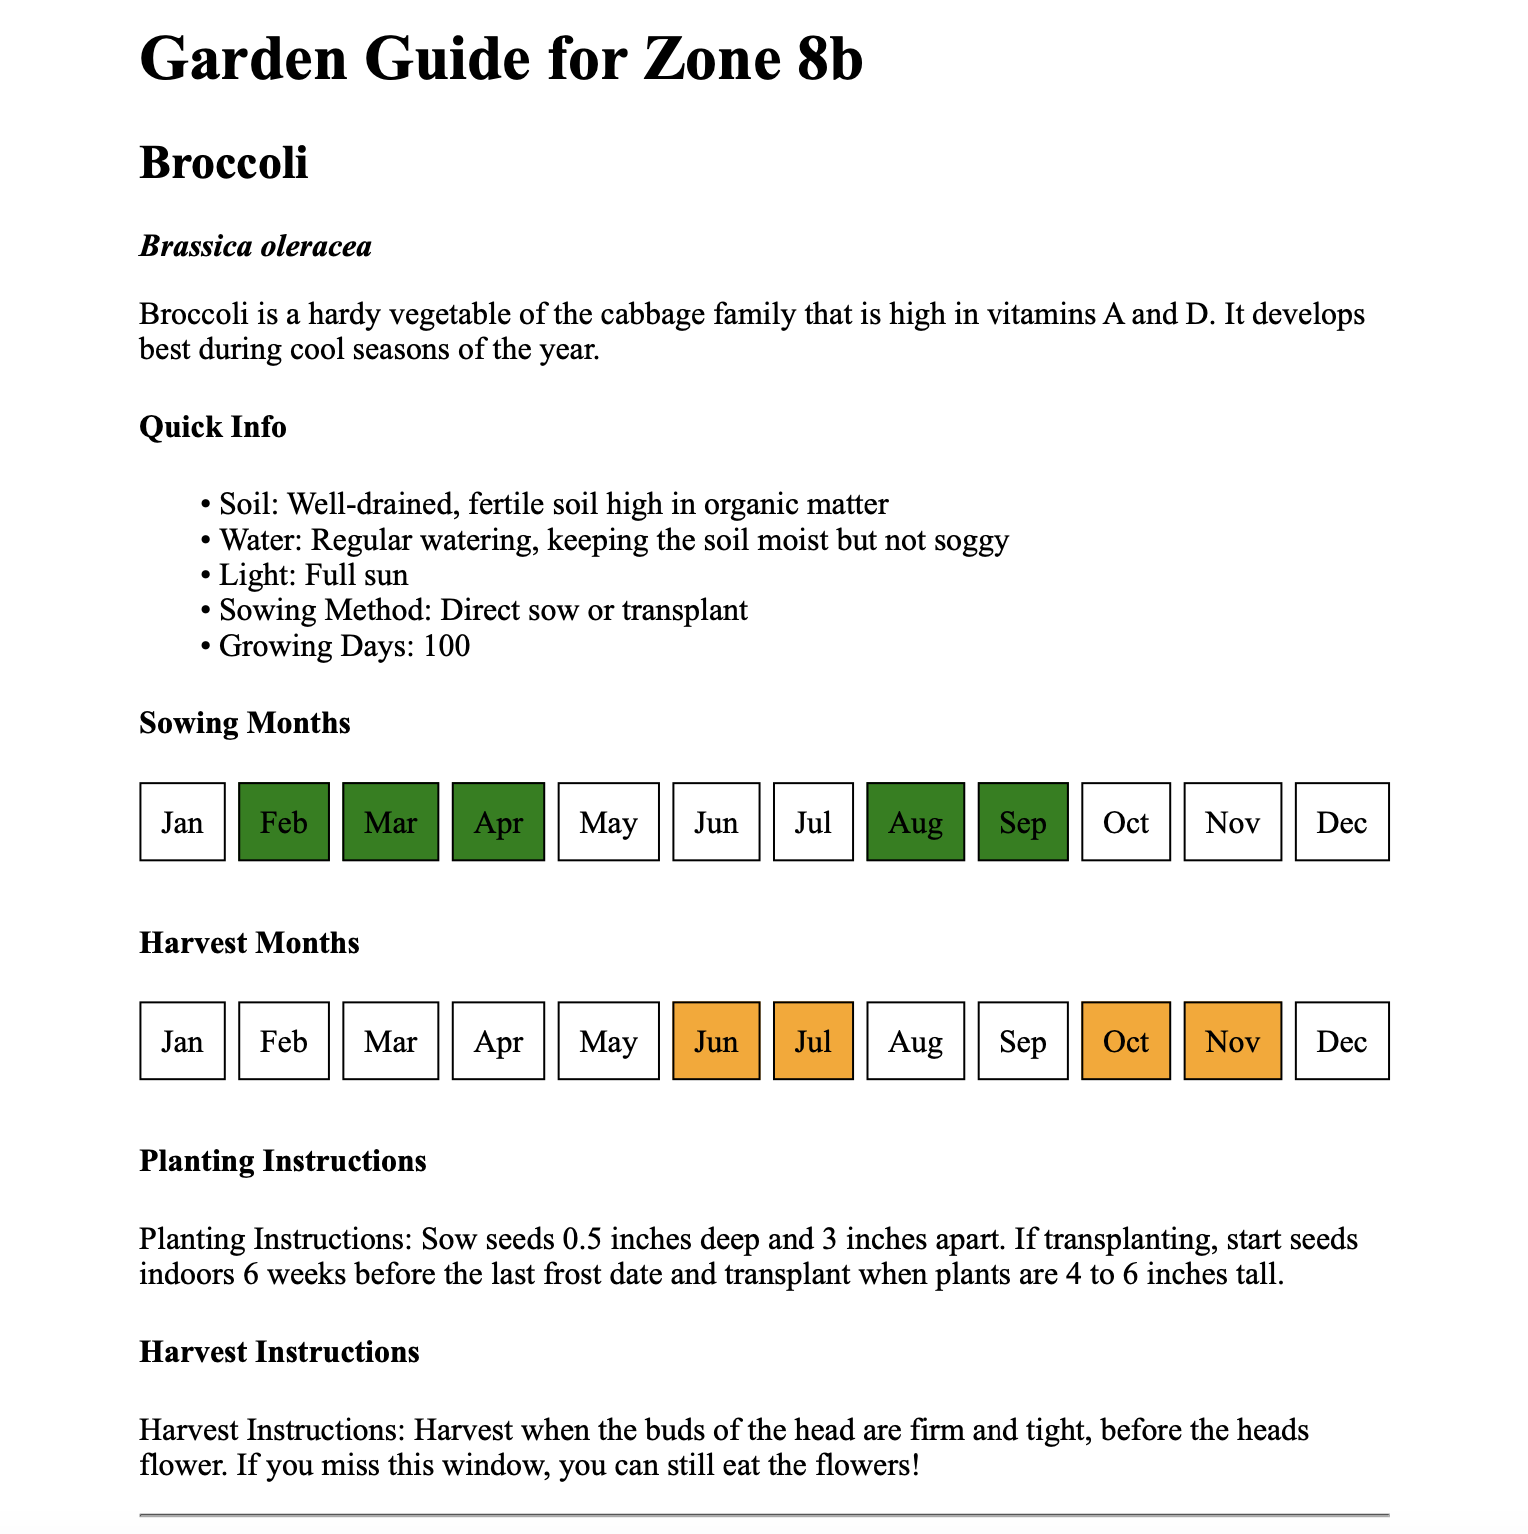 Garden Guide for Zone 8b
Broccoli
Brassica oleracea
Broccoli is a hardy vegetable of the cabbage family that is high in vitamins A and D. It develops
best during cool seasons of the year.
Quick Info
• Soil: Well-drained, fertile soil high in organic matter
• Water: Regular watering, keeping the soil moist but not soggy
• Light: Full sun
• Sowing Method: Direct sow or transplant
• Growing Days: 100
Sowing Months
Jan Feb Mar Apr May Jun Jul Aug Sep Oct Nov Dec
Harvest Months
Jan Feb Mar Apr May Jun Jul Aug Sep Oct Nov Dec
Planting Instructions
Planting Instructions: Sow seeds 0.5 inches deep and 3 inches apart. If transplanting, start seeds
indoors 6 weeks before the last frost date and transplant when plants are 4 to 6 inches tall.
Harvest Instructions
Harvest Instructions: Harvest when the buds of the head are firm and tight, before the heads
flower. If you miss this window, you can still eat the flowers!